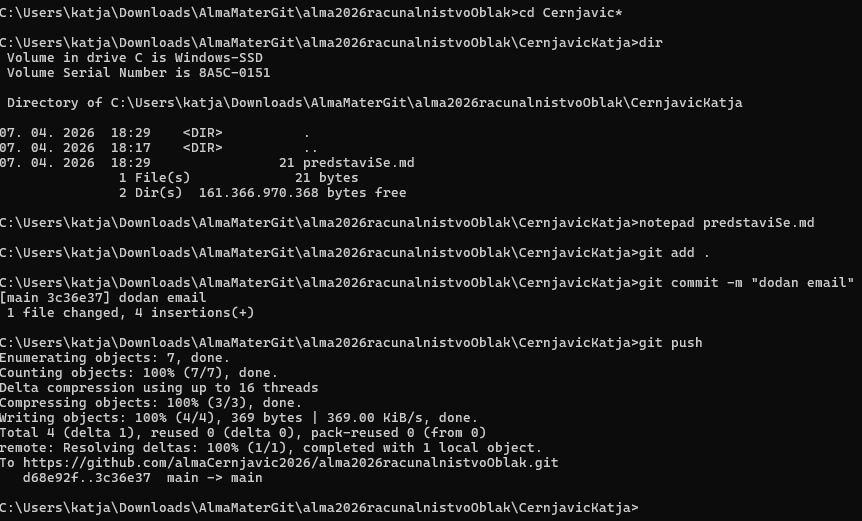 C:\Users\katja\Downloads\AlmaMaterGit\alma2026racunalnistvoOblak>cd Cernjavic*
C:\Users\katja\Downloads\AlmaMaterGit\alma2026racunalnistvoOblak\CernjavicKatja>dir
 Volume in drive C is Windows-SSD
 Volume Serial Number is 8A5C-0151
 Directory of C:\Users\katja\Downloads\AlmaMaterGit\alma2026racunalnistvoOblak\CernjavicKatja
07. 04. 2026  18:29    <DIR>          .
07. 04. 2026  18:17    <DIR>          ..
07. 04. 2026  18:29                21 predstaviSe.md
               1 File(s)             21 bytes
               2 Dir(s)  161.366.970.368 bytes free
C:\Users\katja\Downloads\AlmaMaterGit\alma2026racunalnistvoOblak\CernjavicKatja>notepad predstaviSe.md
C:\Users\katja\Downloads\AlmaMaterGit\alma2026racunalnistvoOblak\CernjavicKatja>git add .
C:\Users\katja\Downloads\AlmaMaterGit\alma2026racunalnistvoOblak\CernjavicKatja>git commit -m "dodan email"
[main 3c36e37] dodan email
 1 file changed, 4 insertions(+)
C:\Users\katja\Downloads\AlmaMaterGit\alma2026racunalnistvoOblak\CernjavicKatja>git push
Enumerating objects: 7, done.
Counting objects: 100% (7/7), done.
Delta compression using up to 16 threads
Compressing objects: 100% (3/3), done.
Writing objects: 100% (4/4), 369 bytes | 369.00 KiB/s, done.
Total 4 (delta 1), reused 0 (delta 0), pack-reused 0 (from 0)
remote: Resolving deltas: 100% (1/1), completed with 1 local object.
To https://github.com/almaCernjavic2026/alma2026racunalnistvoOblak.git
   d68e92f..3c36e37  main -> main
C:\Users\katja\Downloads\AlmaMaterGit\alma2026racunalnistvoOblak\CernjavicKatja>